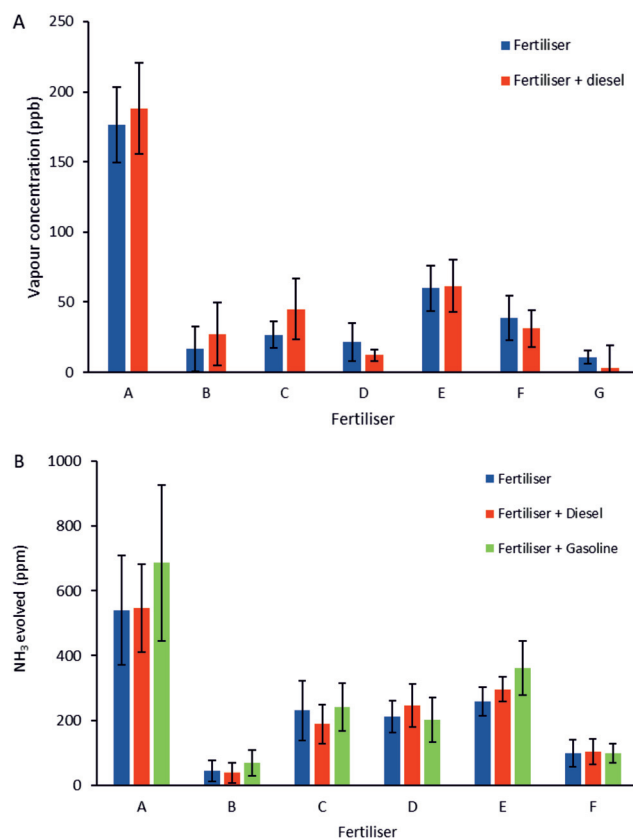 A
250
200
150
100
50
0
Vapour concentration (ppb)
Fertiliser
Fertiliser + diesel
A B C D E F G
Fertiliser
B
1000
800
600
400
200
0
NH3 evolved (ppm)
Fertiliser
Fertiliser + Diesel
Fertiliser + Gasoline
A B C D E F
Fertiliser